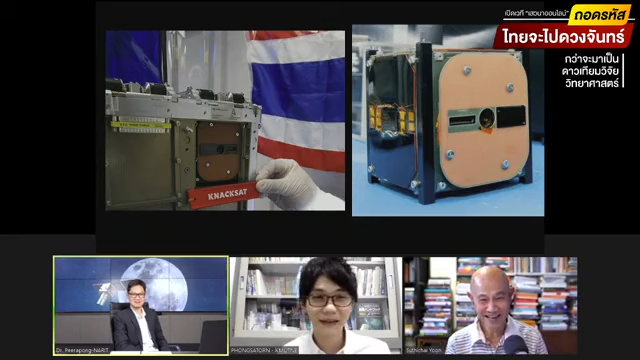 เปิดเวที "เสวนาออนไลน์"
ถอดรหัส
ไทยจะไปดวงจันทร์
กว่าจะมาเป็น
ดาวเทียมวิจัย
วิทยาศาสตร์
KNACKSAT
Dr. Peerapong-NARIT
PHONGSATORN - KMUTNB
Suthichai Yoon